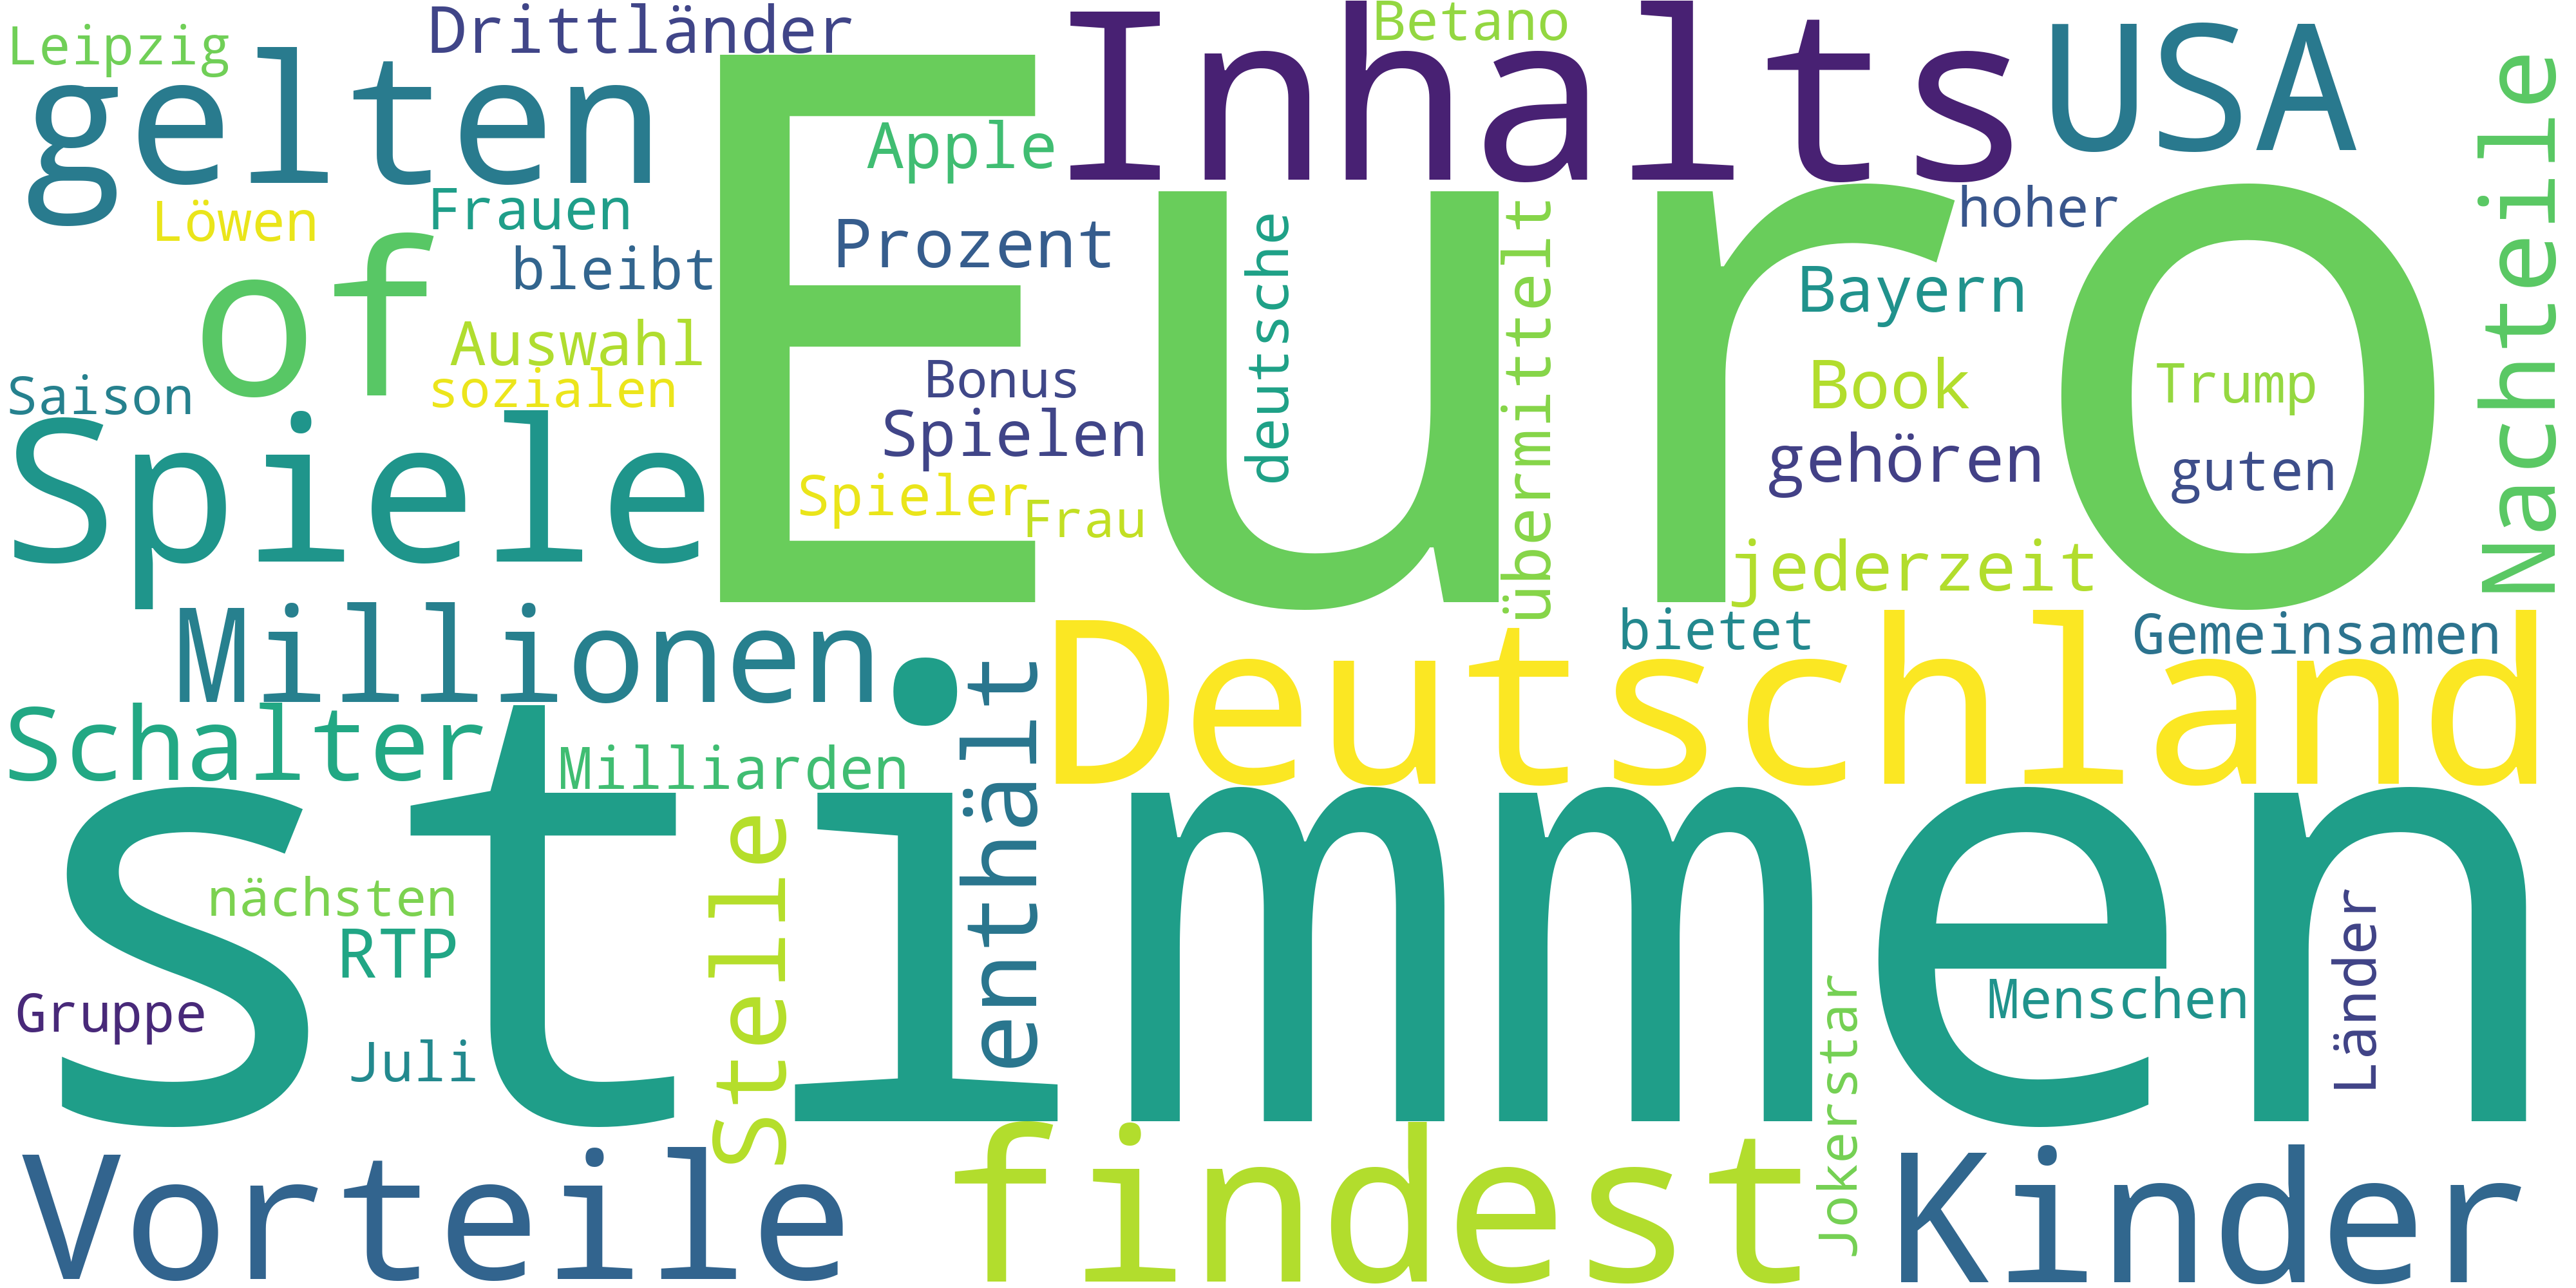 Leipzig
Drittländer
Betano
Inhalts
USA
gelten
Nachteile
Apple
Euro
Löwen
Frauen
hoher
Prozent
deutsche
übermittelt
of
bleibt
Bayern
Auswahl
Saison
sozialen
Bonus
Book
Trump
Spiele
Spielen
gehören
guten
Spieler
Frau
jederzeit
Millionen
bietet
Gemeinsamen
Deutschland
enthält
Schalter
Milliarden
stimmen
Stelle
nächsten
RTP
Länder
Gruppe
Menschen
Juli
Jokerstar
Vorteile
findest
Kinder